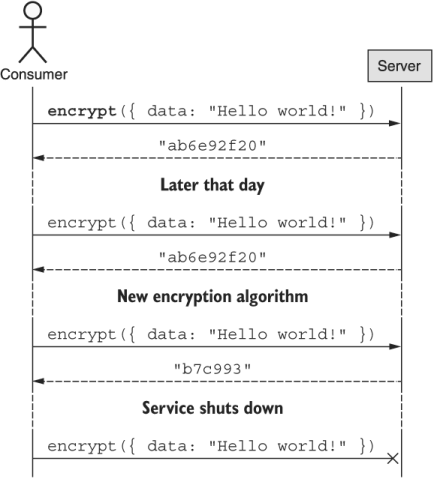 Consumer
Server
encrypt({ data: "Hello world!" })
"ab6e92f20"
Later that day
encrypt({ data: "Hello world!" })
"ab6e92f20"
New encryption algorithm
encrypt({ data: "Hello world!" })
"b7c993"
Service shuts down
encrypt({ data: "Hello world!" })